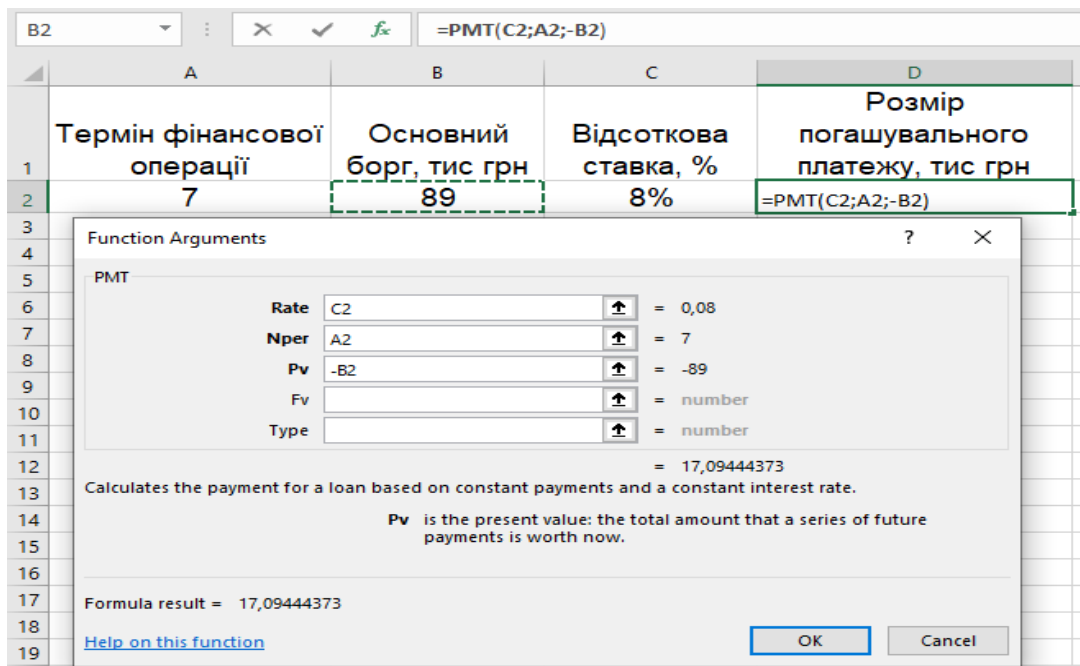 B2 =PMT(C2;A2;-B2)
A B C D
1 Термін фінансової операції Основний борг, тис грн Відсоткова ставка, % Розмір погашувального платежу, тис грн
2 7 89 8% =PMT(C2;A2;-B2)
3
4
5
6
7
8
9
10
11
12
13
14
15
16
17
18
19
Function Arguments ?
PMT
Rate C2 = 0,08
Nper A2 = 7
Pv -B2 = -89
Fv = number
Type = number
= 17,09444373
Calculates the payment for a loan based on constant payments and a constant interest rate.
Pv is the present value: the total amount that a series of future
payments is worth now.
Formula result = 17,09444373
Help on this function OK Cancel